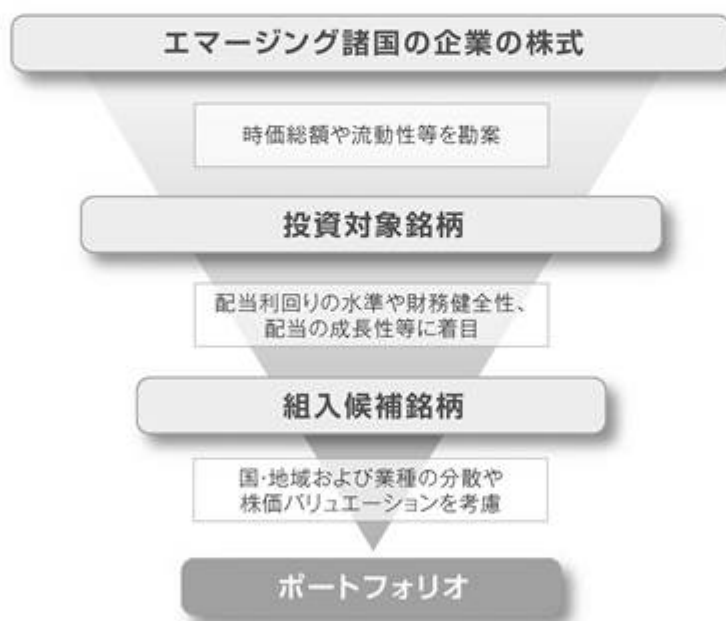 エマージング諸国の企業の株式
時価総額や流動性等を勘案
投資対象銘柄
配当利回りの水準や財務健全性、
配当の成長性等に着目
組入候補銘柄
国・地域および業種の分散や
株価バリュエーションを考慮
ポートフォリオ